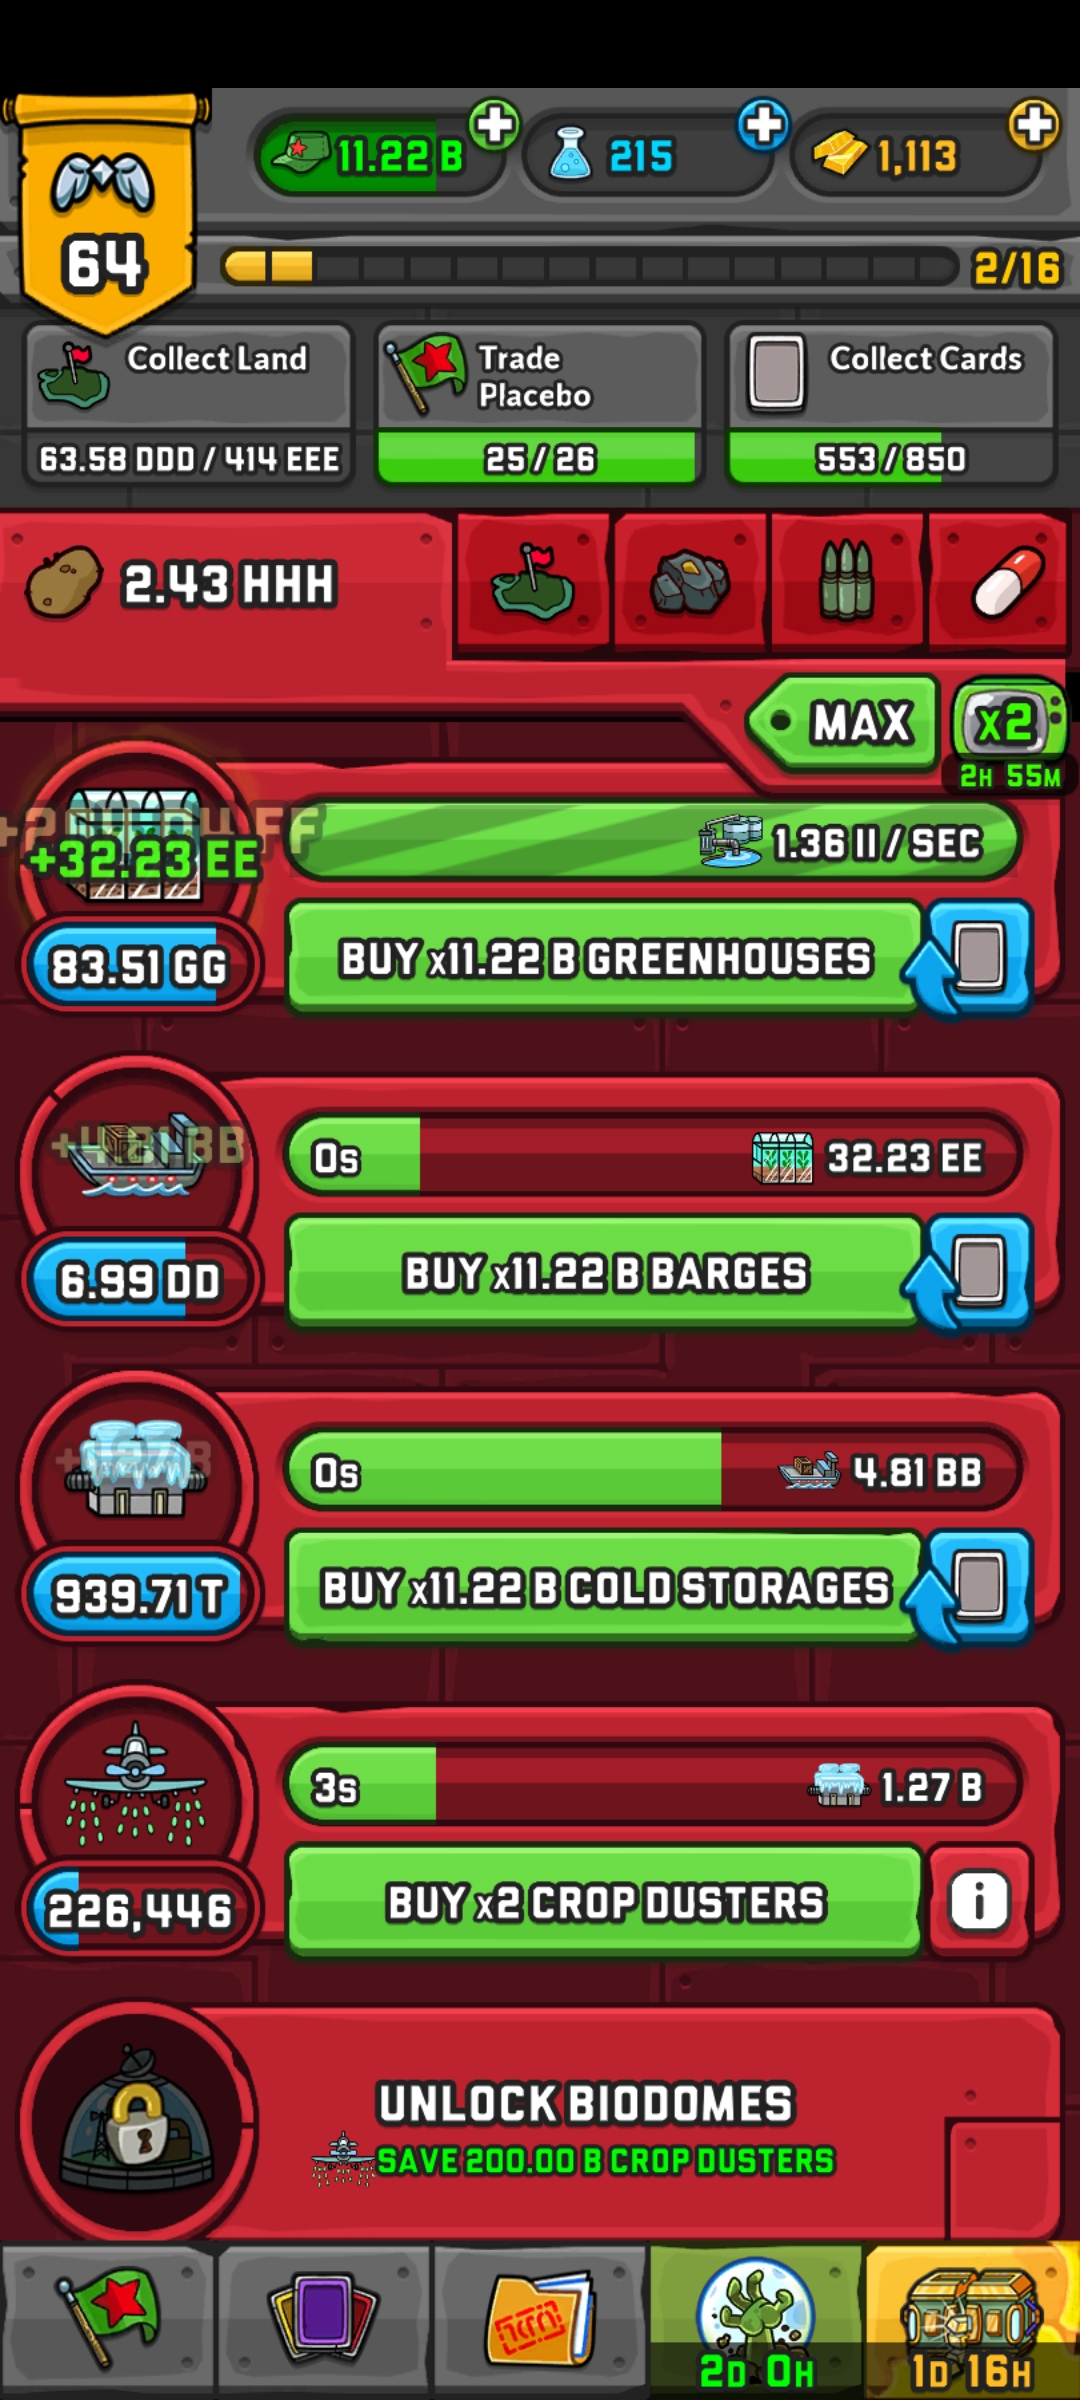 64
11.22 B
215
1,113
2/16
Collect Land
63.58 DDD / 414 EEE
Trade
Placebo
25 / 26
Collect Cards
553 / 850
2.43 HHH
MAX
x2
2H 55M
+32.23 EE
1.36 II / SEC
83.51 GG
BUY x11.22 B GREENHOUSES
+4.81 BB
0s
32.23 EE
6.99 DD
BUY x11.22 B BARGES
0s
4.81 BB
939.71 T
BUY x11.22 B COLD STORAGES
3s
1.27 B
226,446
BUY x2 CROP DUSTERS
i
UNLOCK BIODOMES
SAVE 200.00 B CROP DUSTERS
2D 0H
1D 16H